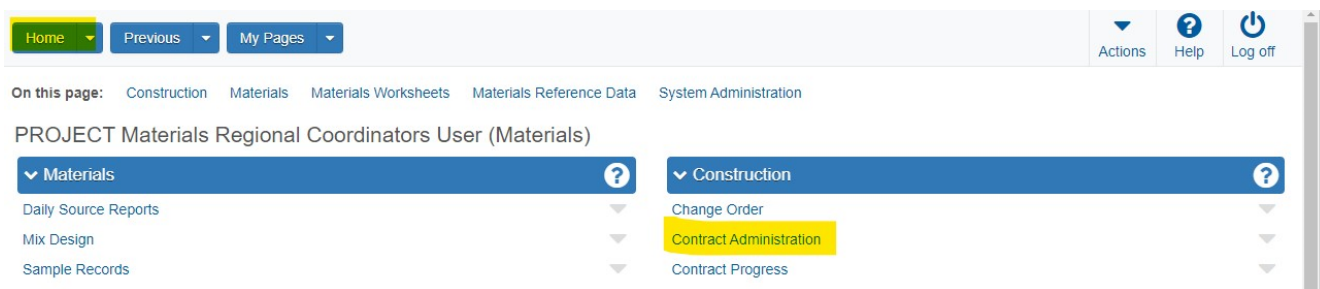 Home Previous My Pages Actions ? Help Log off
On this page: Construction Materials Materials Worksheets Materials Reference Data System Administration
PROJECT Materials Regional Coordinators User (Materials)
Materials ?
Daily Source Reports
Mix Design
Sample Records
Construction ?
Change Order
Contract Administration
Contract Progress